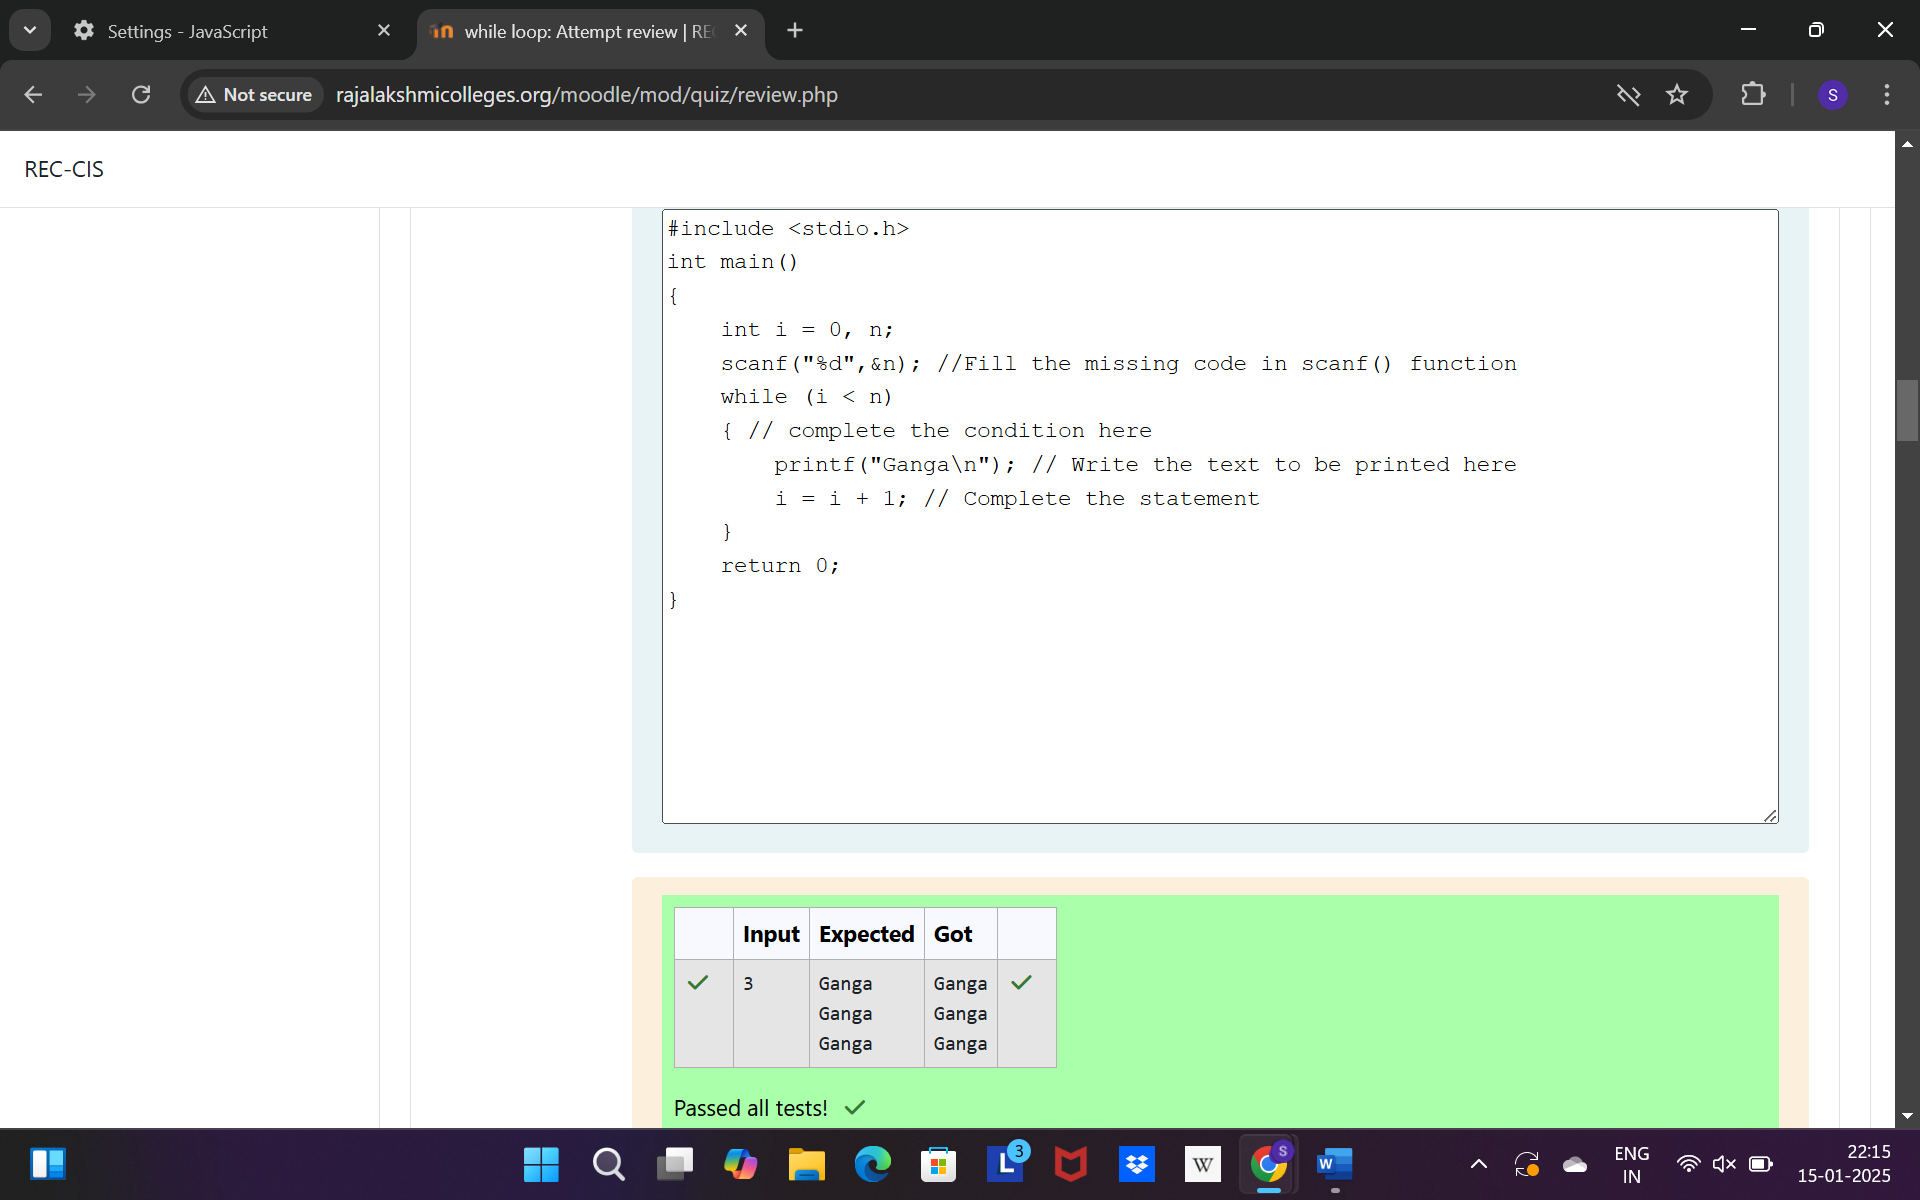 Settings - JavaScript
while loop: Attempt review | REC
Not secure
rajalakshmicolleges.org/moodle/mod/quiz/review.php
S
REC-CIS
#include <stdio.h>
int main()
{
    int i = 0, n;
    scanf("%d",&n); //Fill the missing code in scanf() function
    while (i < n)
    { // complete the condition here
        printf("Ganga\n"); // Write the text to be printed here
        i = i + 1; // Complete the statement
    }
    return 0;
}
Input Expected Got
3 Ganga Ganga
Ganga Ganga
Ganga Ganga
Passed all tests!
L 3
W
S
W
ENG
IN
22:15
15-01-2025